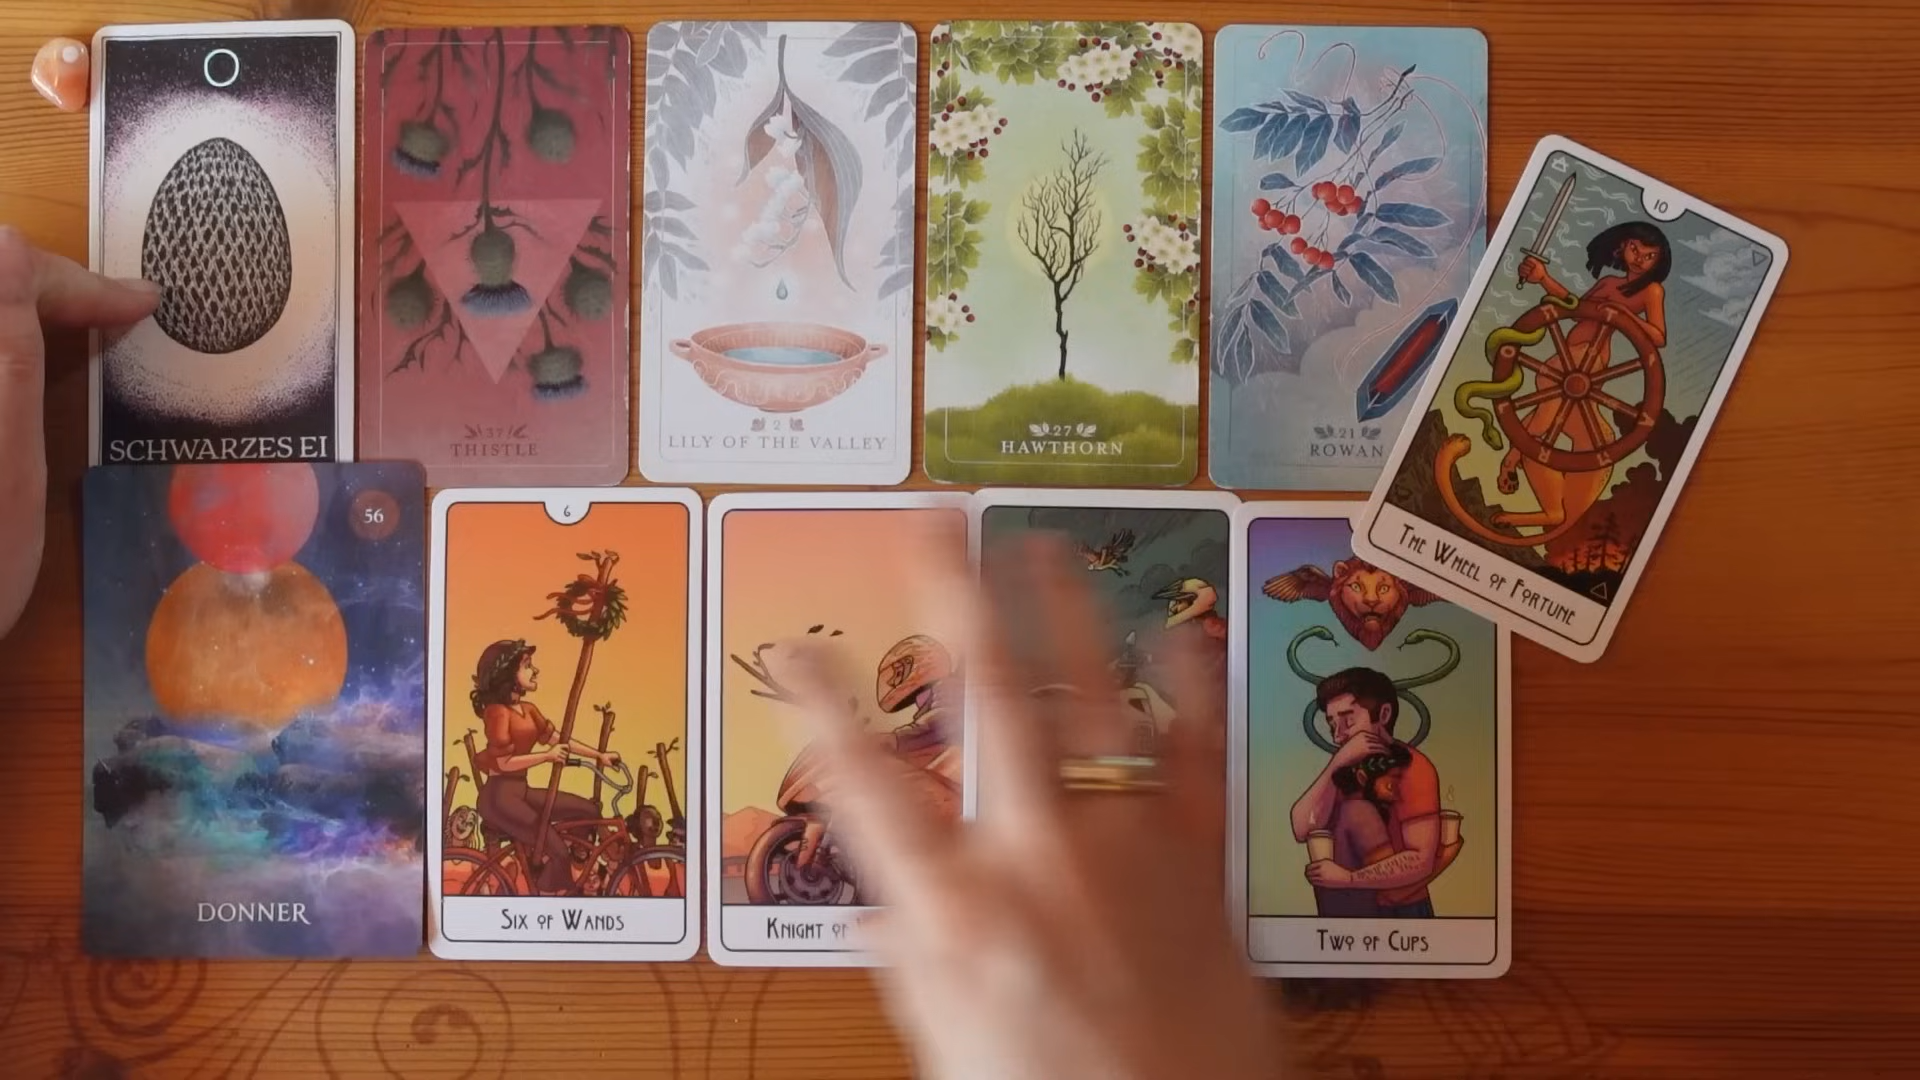 O
SCHWARZES EI
37
THISTLE
2
LILY OF THE VALLEY
27
HAWTHORN
21
ROWAN
10
THE WHEEL OF FORTUNE
56
DONNER
6
SIX OF WANDS
KNIGHT OF
TWO OF CUPS